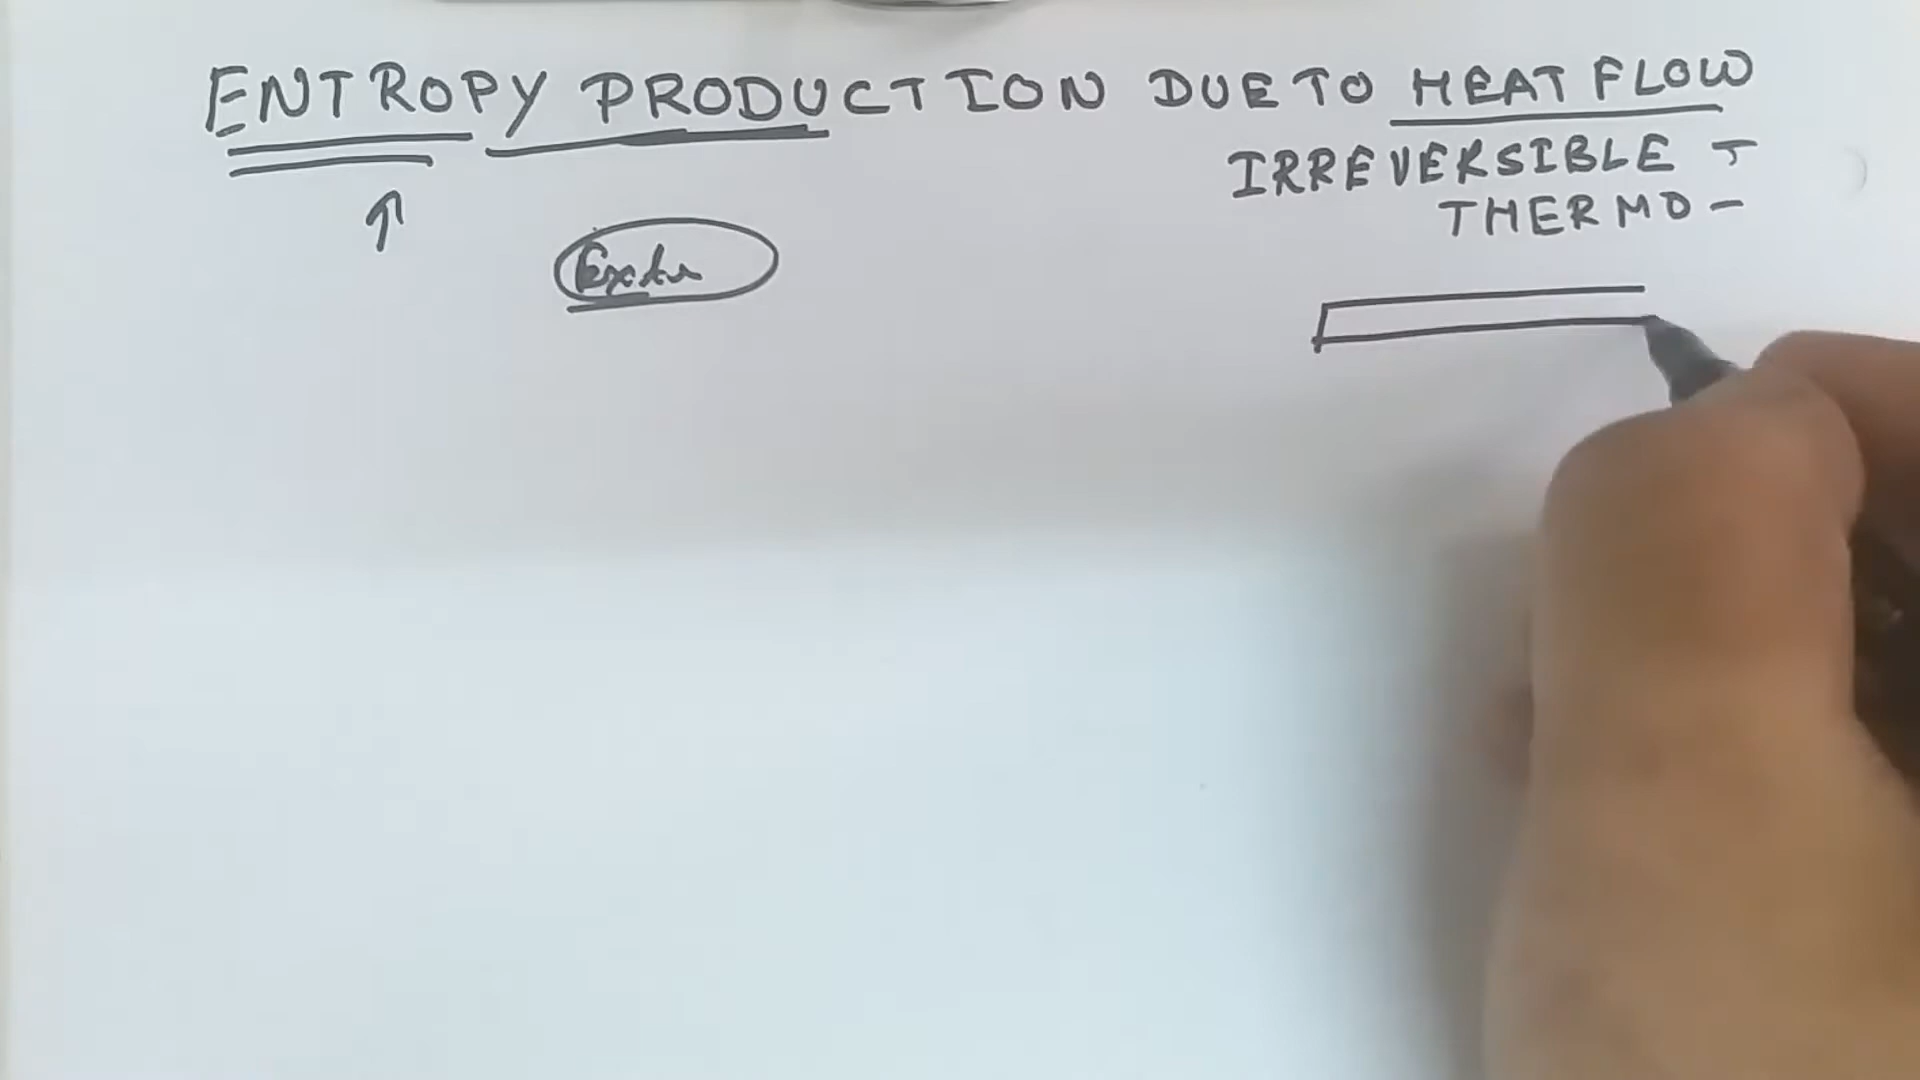 ENTROPY PRODUCTION DUE TO HEAT FLOW
IRREVERSIBLE -
THERMO -